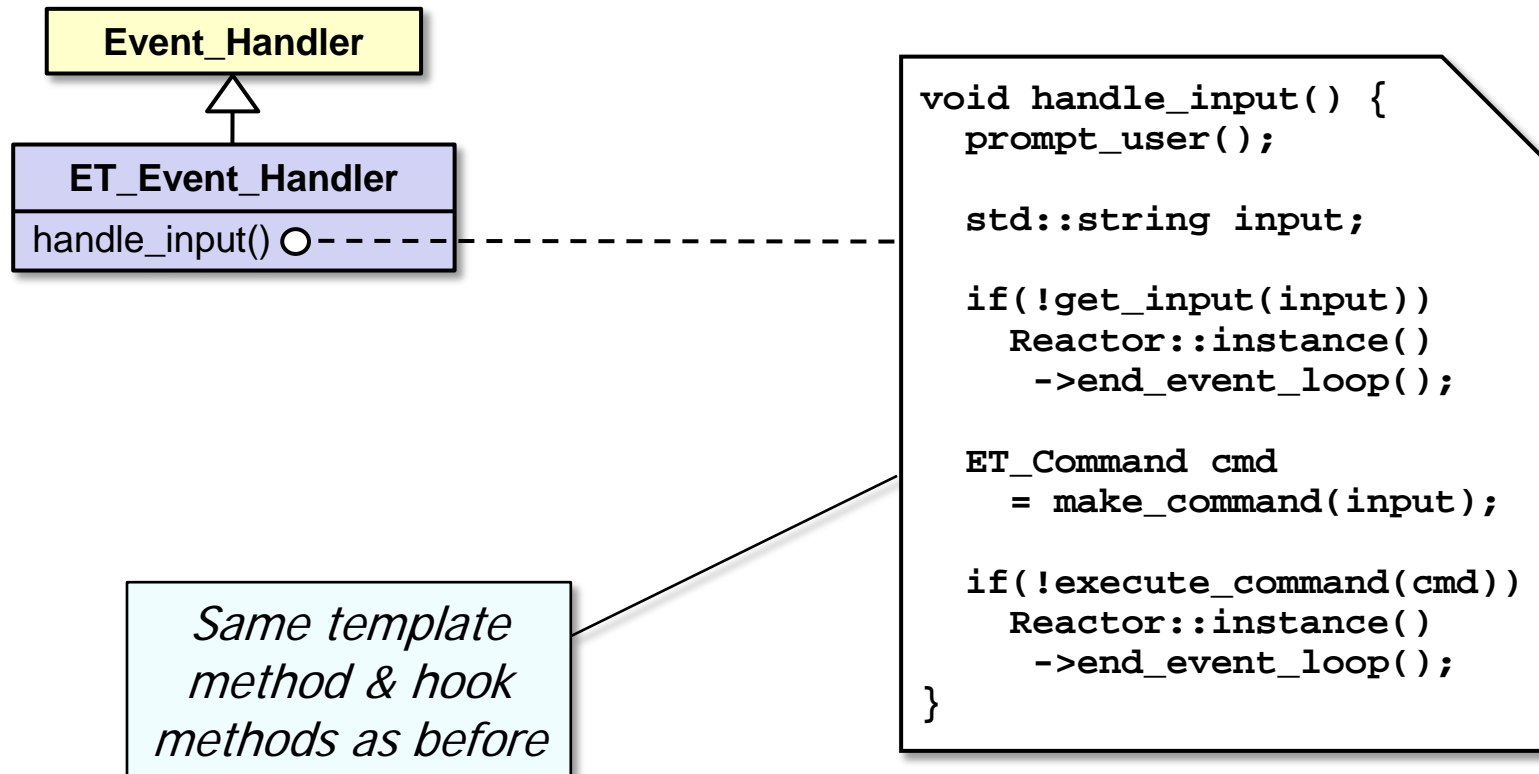 Event_Handler
ET_Event_Handler
handle_input()
void handle_input() {
prompt_user();
std::string input;
if(!get_input(input))
Reactor::instance()
->end_event_loop();
ET_Command cmd
= make_command(input);
if(!execute_command(cmd))
Reactor::instance()
->end_event_loop();
}
Same template
method & hook
methods as before